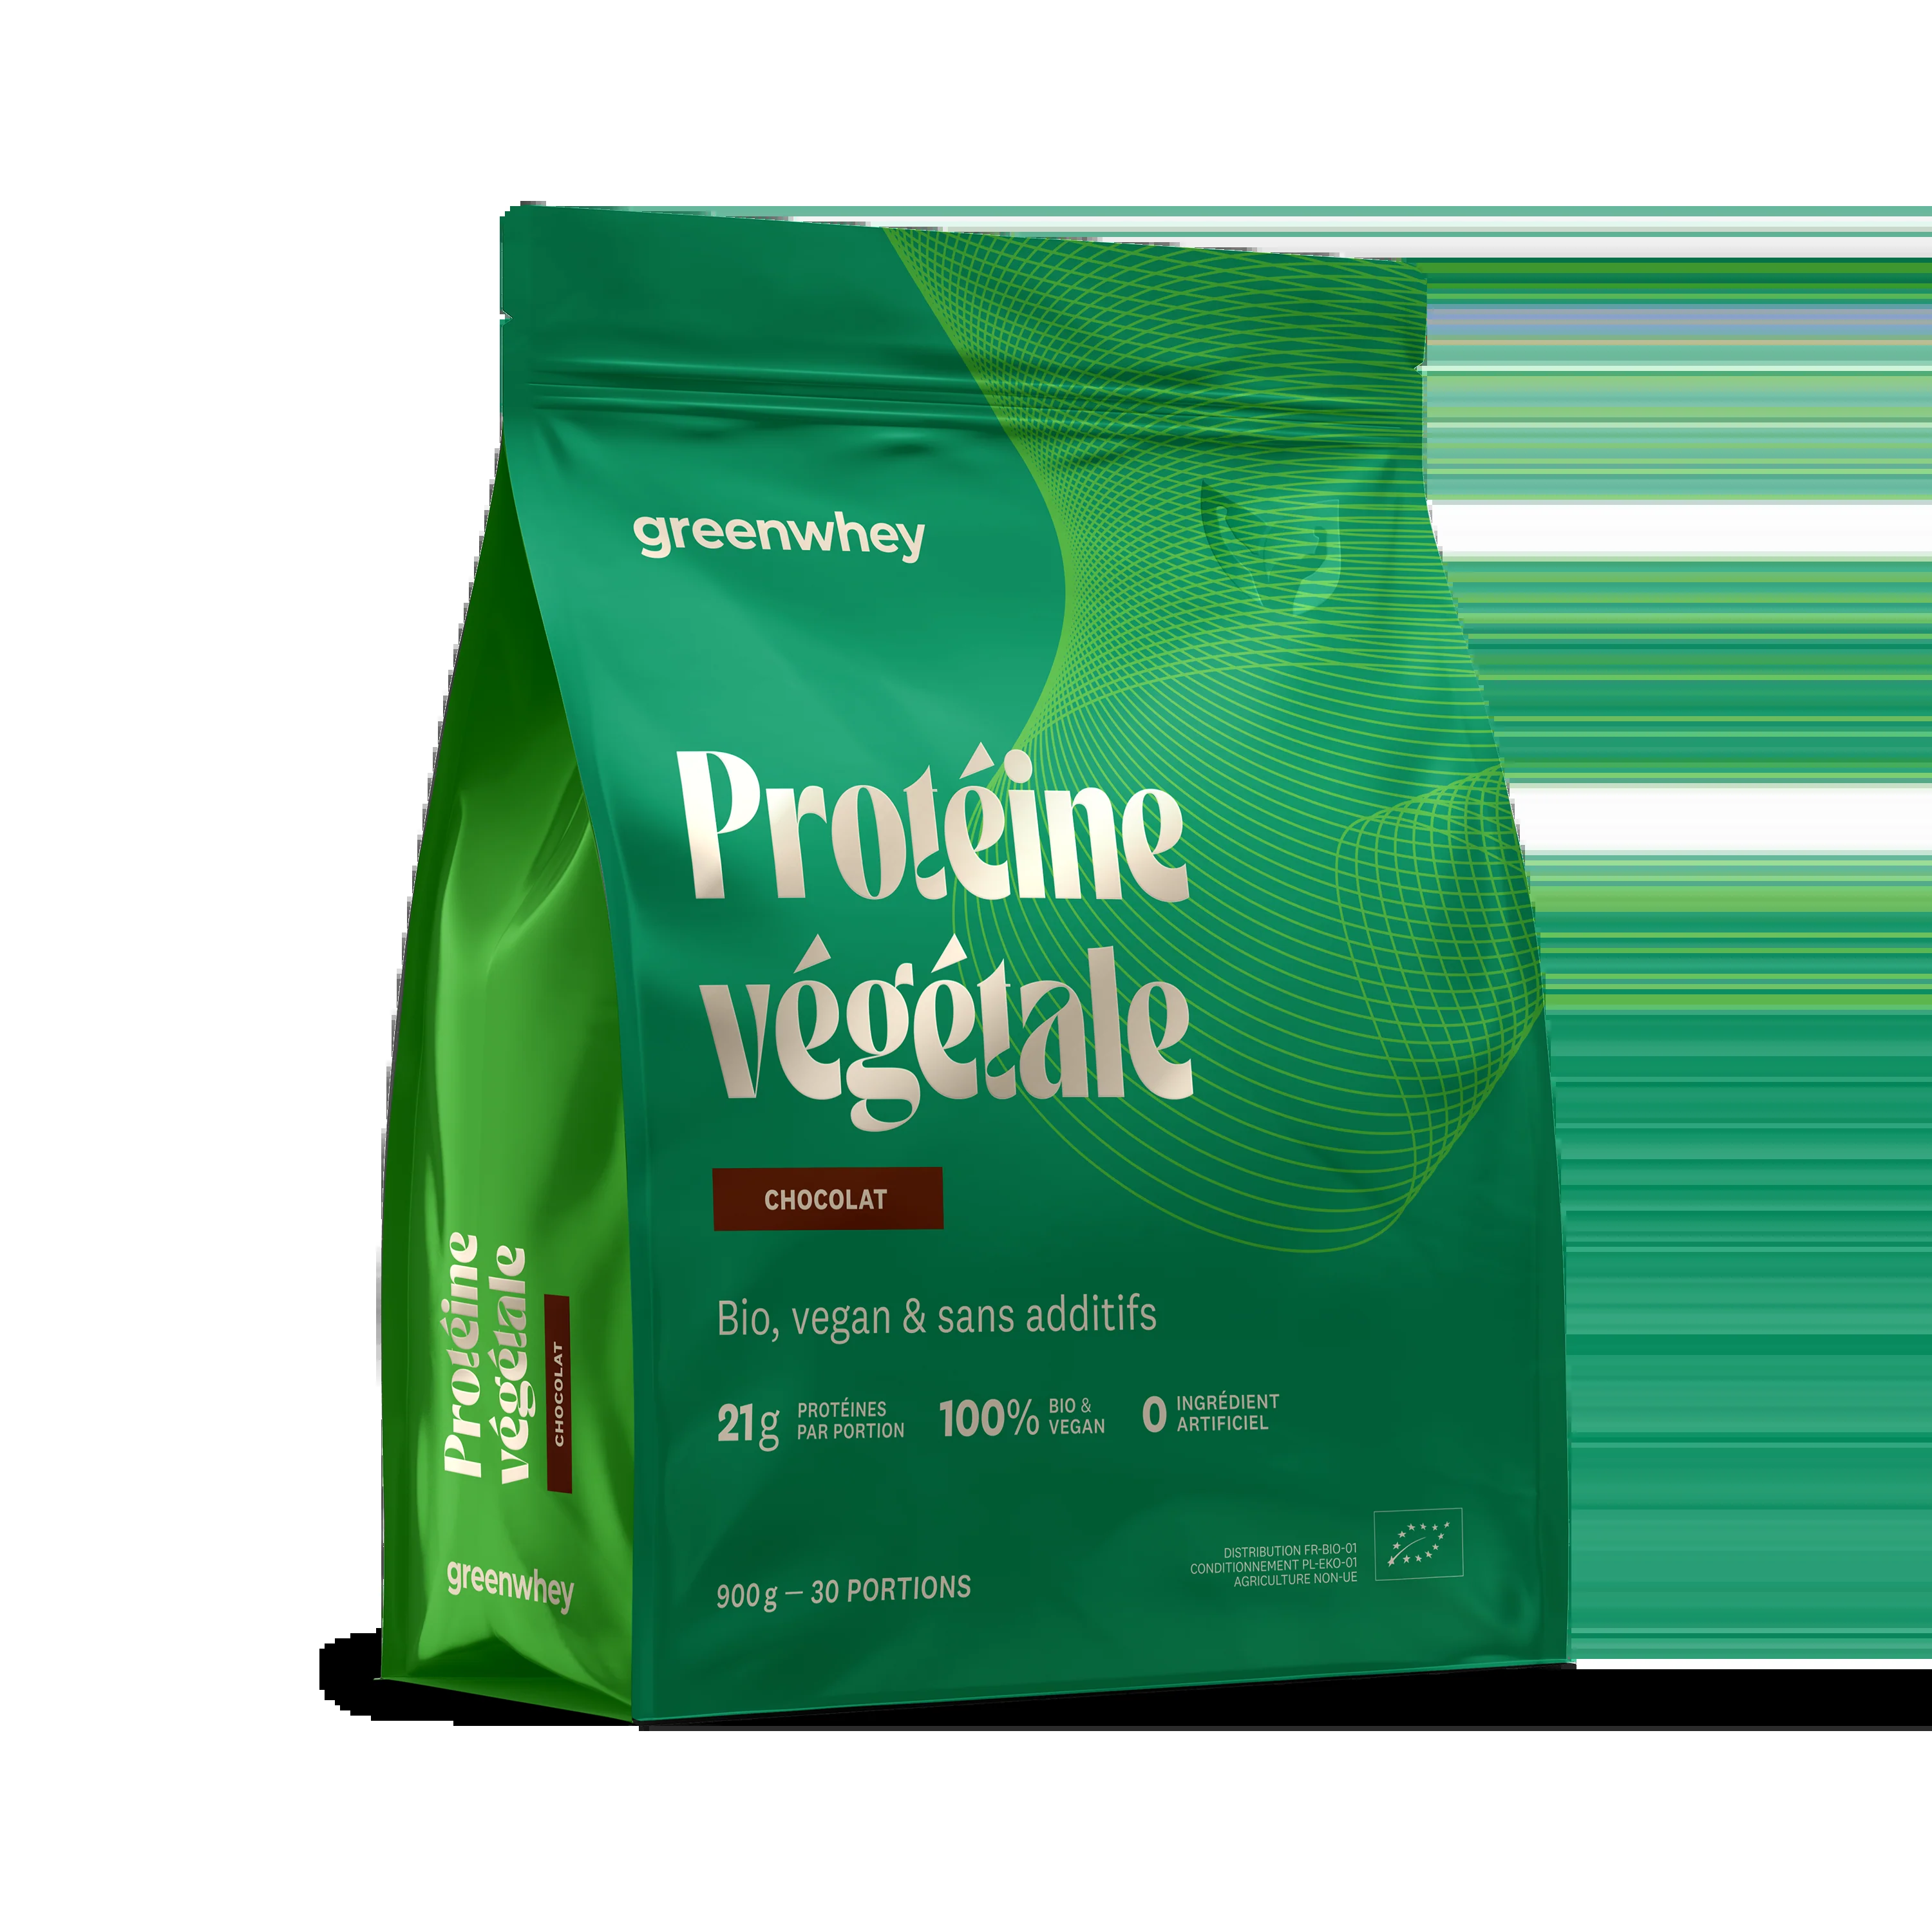 greenwhey
Protéine
végétale
CHOCOLAT
Bio, vegan & sans additifs
21g PROTÉINES PAR PORTION 100% BIO & VEGAN 0 INGRÉDIENT ARTIFICIEL
900g – 30 PORTIONS
DISTRIBUTION FR-BIO-01
CONDITIONNEMENT PL-EKO-01
AGRICULTURE NON-UE
Protéine
végétale
CHOCOLAT
greenwhey